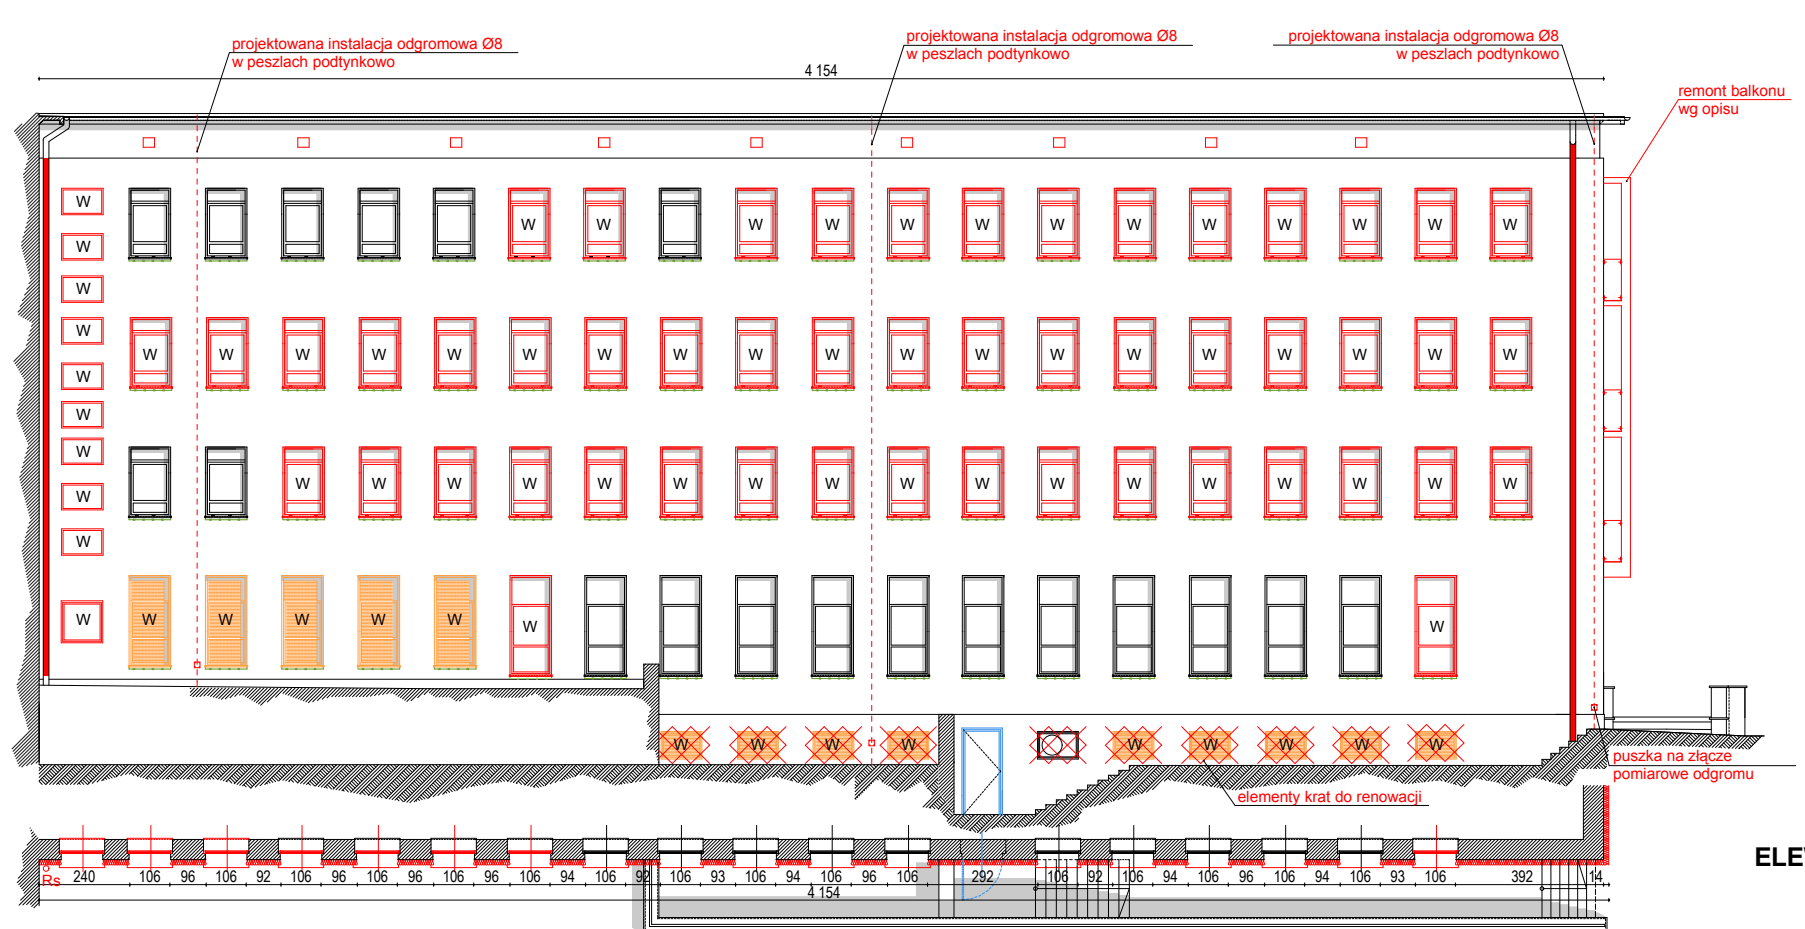 projektowana instalacja odgromowa Ø8
w peszlach podtynkowo
projektowana instalacja odgromowa Ø8
w peszlach podtynkowo
projektowana instalacja odgromowa Ø8
w peszlach podtynkowo
4 154
remont balkonu
wg opisu
W
W W W W W W W W W W W W W
W
W
W
W W W W W W W W W W W W W W W W W W W
W
W
W
W W W W W W W W W W W W W W W W W
W
W
W W W W W W W W
W W W W W W W W W
puszka na złącze
pomiarowe odgromu
elementy krat do renowacji
ELE
Rs 240 106 96 106 92 106 96 106 96 106 96 106 94 106 92 106 93 106 94 106 96 106 292 106 92 106 94 106 96 106 94 106 93 106 392 14
4 154